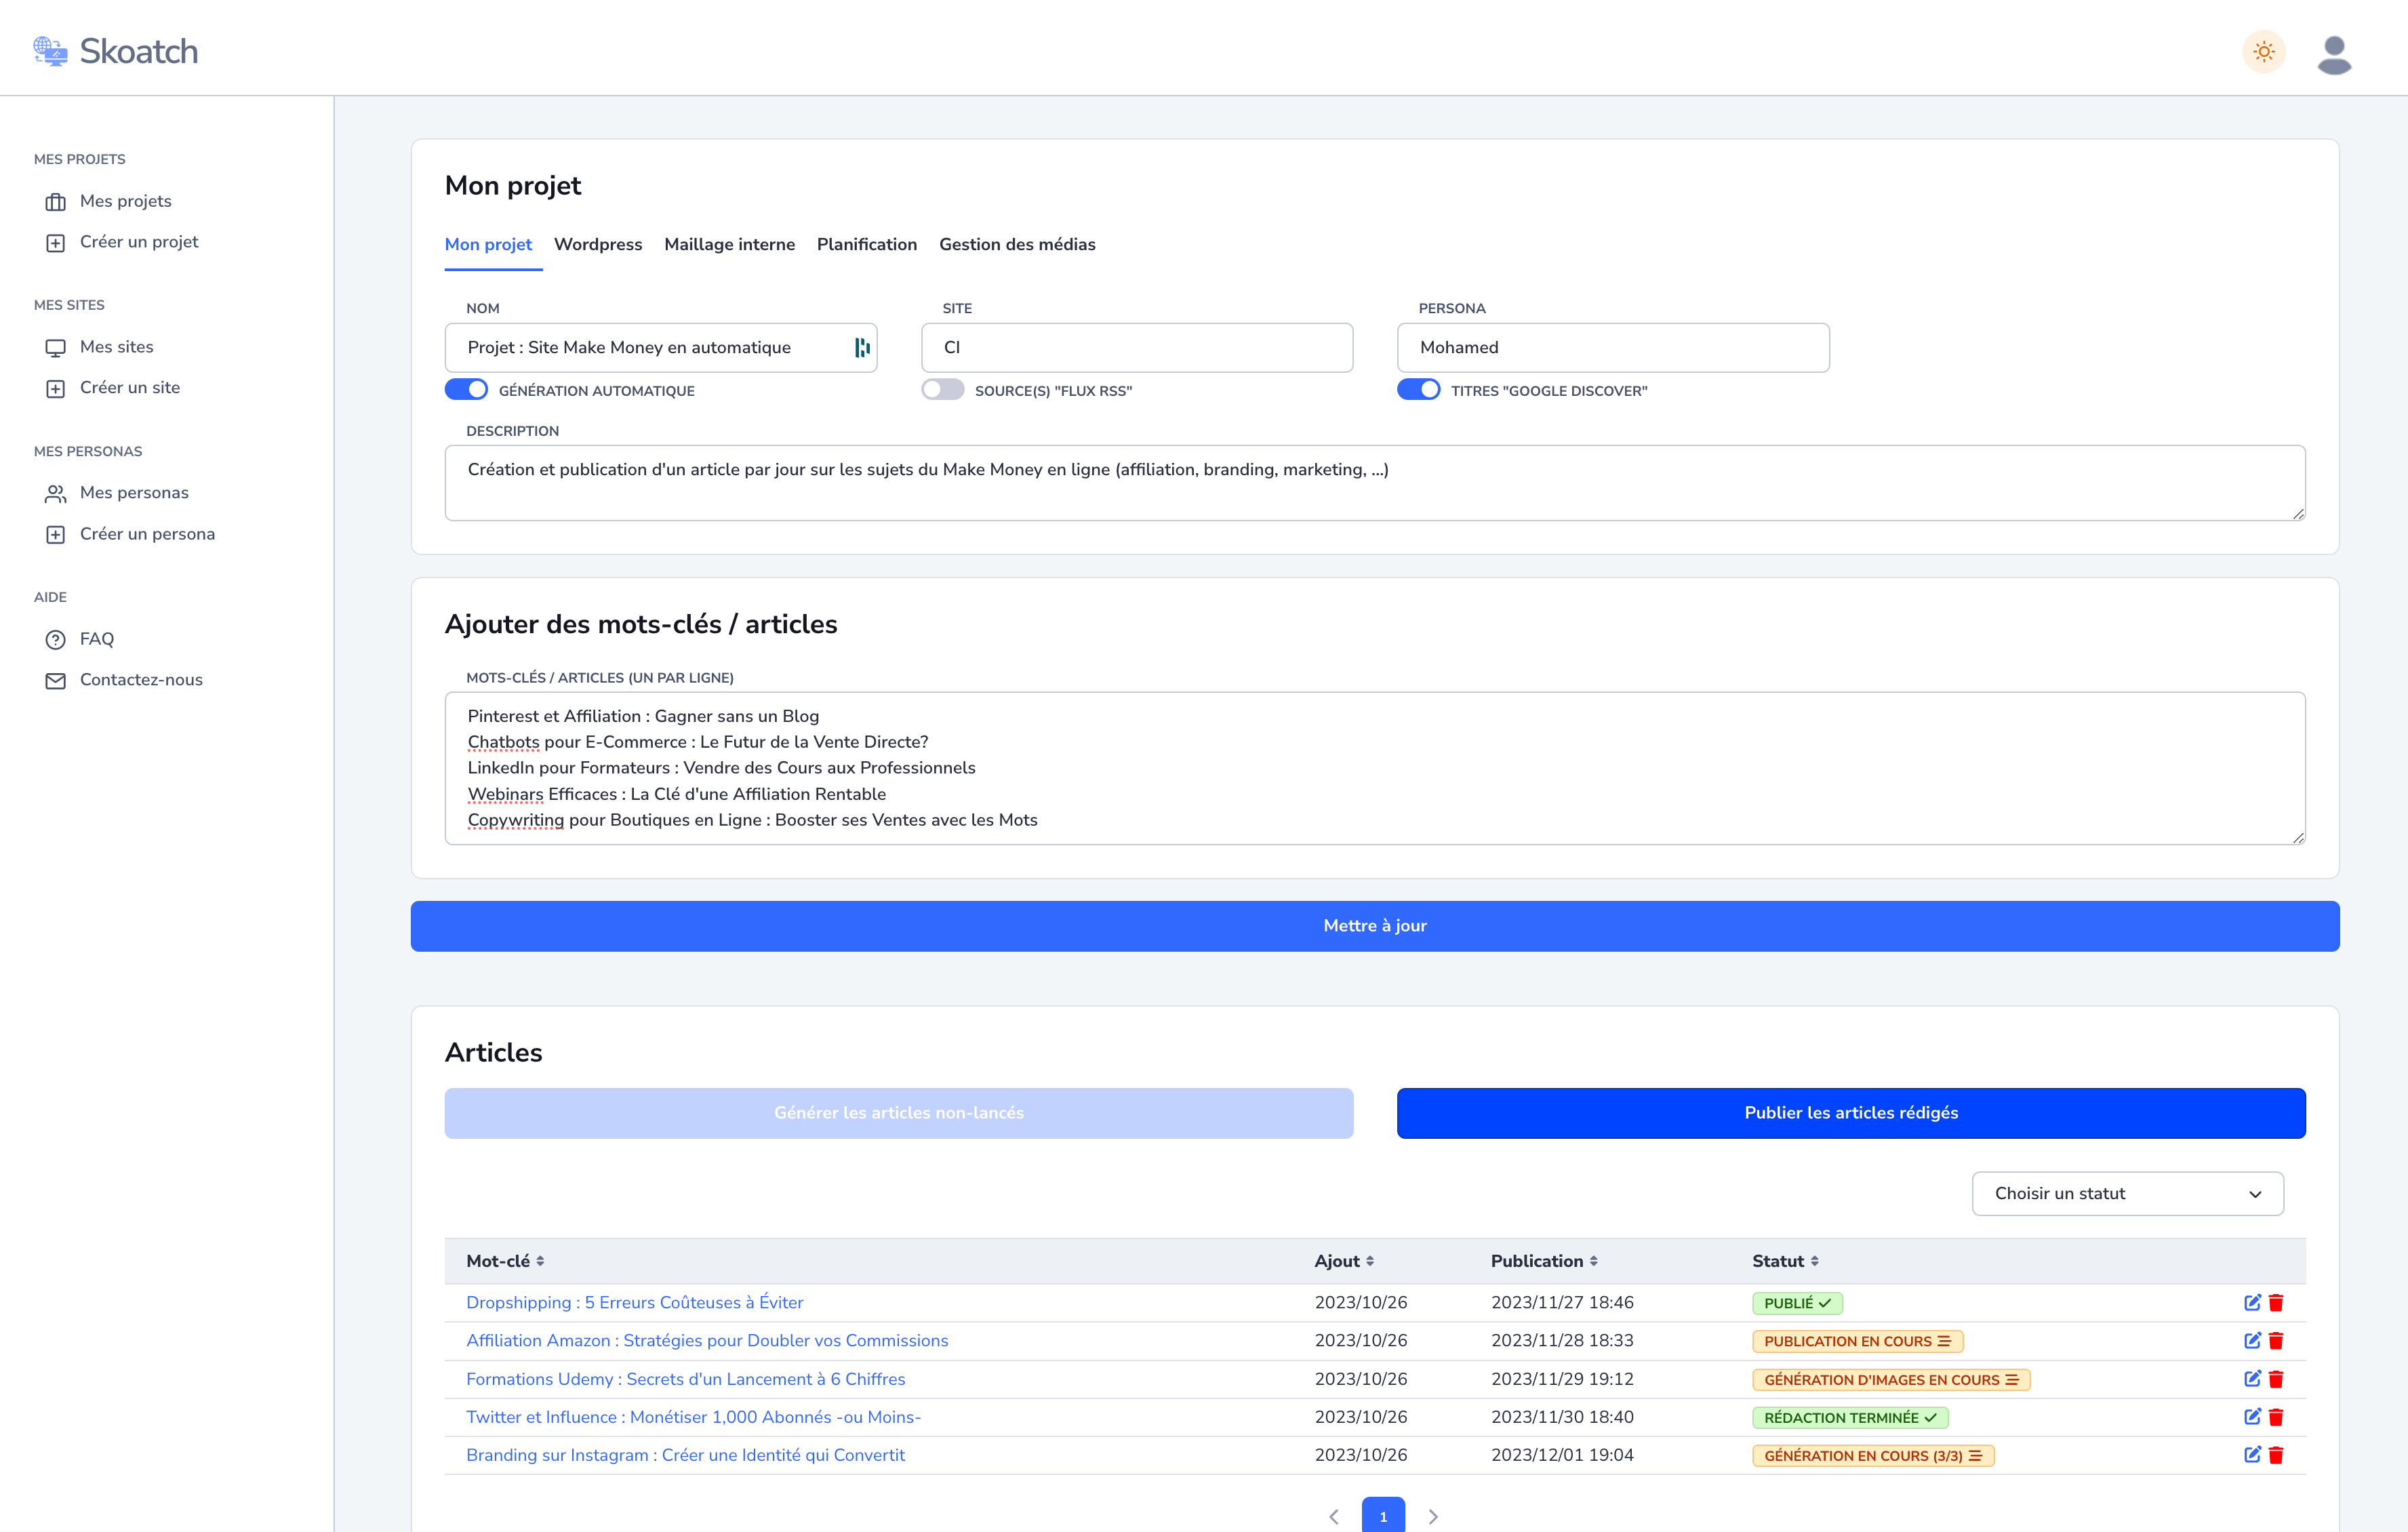 Skoatch
MES PROJETS
Mes projets
Créer un projet
MES SITES
Mes sites
Créer un site
MES PERSONAS
Mes personas
Créer un persona
AIDE
FAQ
Contactez-nous
Mon projet
Mon projet Wordpress Maillage interne Planification Gestion des médias
NOM SITE PERSONA
Projet : Site Make Money en automatique CI Mohamed
GÉNÉRATION AUTOMATIQUE SOURCE(S) "FLUX RSS" TITRES "GOOGLE DISCOVER"
DESCRIPTION
Création et publication d'un article par jour sur les sujets du Make Money en ligne (affiliation, branding, marketing, ...)
Ajouter des mots-clés / articles
MOTS-CLÉS / ARTICLES (UN PAR LIGNE)
Pinterest et Affiliation : Gagner sans un Blog
Chatbots pour E-Commerce : Le Futur de la Vente Directe?
LinkedIn pour Formateurs : Vendre des Cours aux Professionnels
Webinars Efficaces : La Clé d'une Affiliation Rentable
Copywriting pour Boutiques en Ligne : Booster ses Ventes avec les Mots
Mettre à jour
Articles
Générer les articles non-lancés Publier les articles rédigés
Choisir un statut
Mot-clé Ajout Publication Statut
Dropshipping : 5 Erreurs Coûteuses à Éviter 2023/10/26 2023/11/27 18:46 PUBLIÉ
Affiliation Amazon : Stratégies pour Doubler vos Commissions 2023/10/26 2023/11/28 18:33 PUBLICATION EN COURS
Formations Udemy : Secrets d'un Lancement à 6 Chiffres 2023/10/26 2023/11/29 19:12 GÉNÉRATION D'IMAGES EN COURS
Twitter et Influence : Monétiser 1,000 Abonnés -ou Moins- 2023/10/26 2023/11/30 18:40 RÉDACTION TERMINÉE
Branding sur Instagram : Créer une Identité qui Convertit 2023/10/26 2023/12/01 19:04 GÉNÉRATION EN COURS (3/3)
1